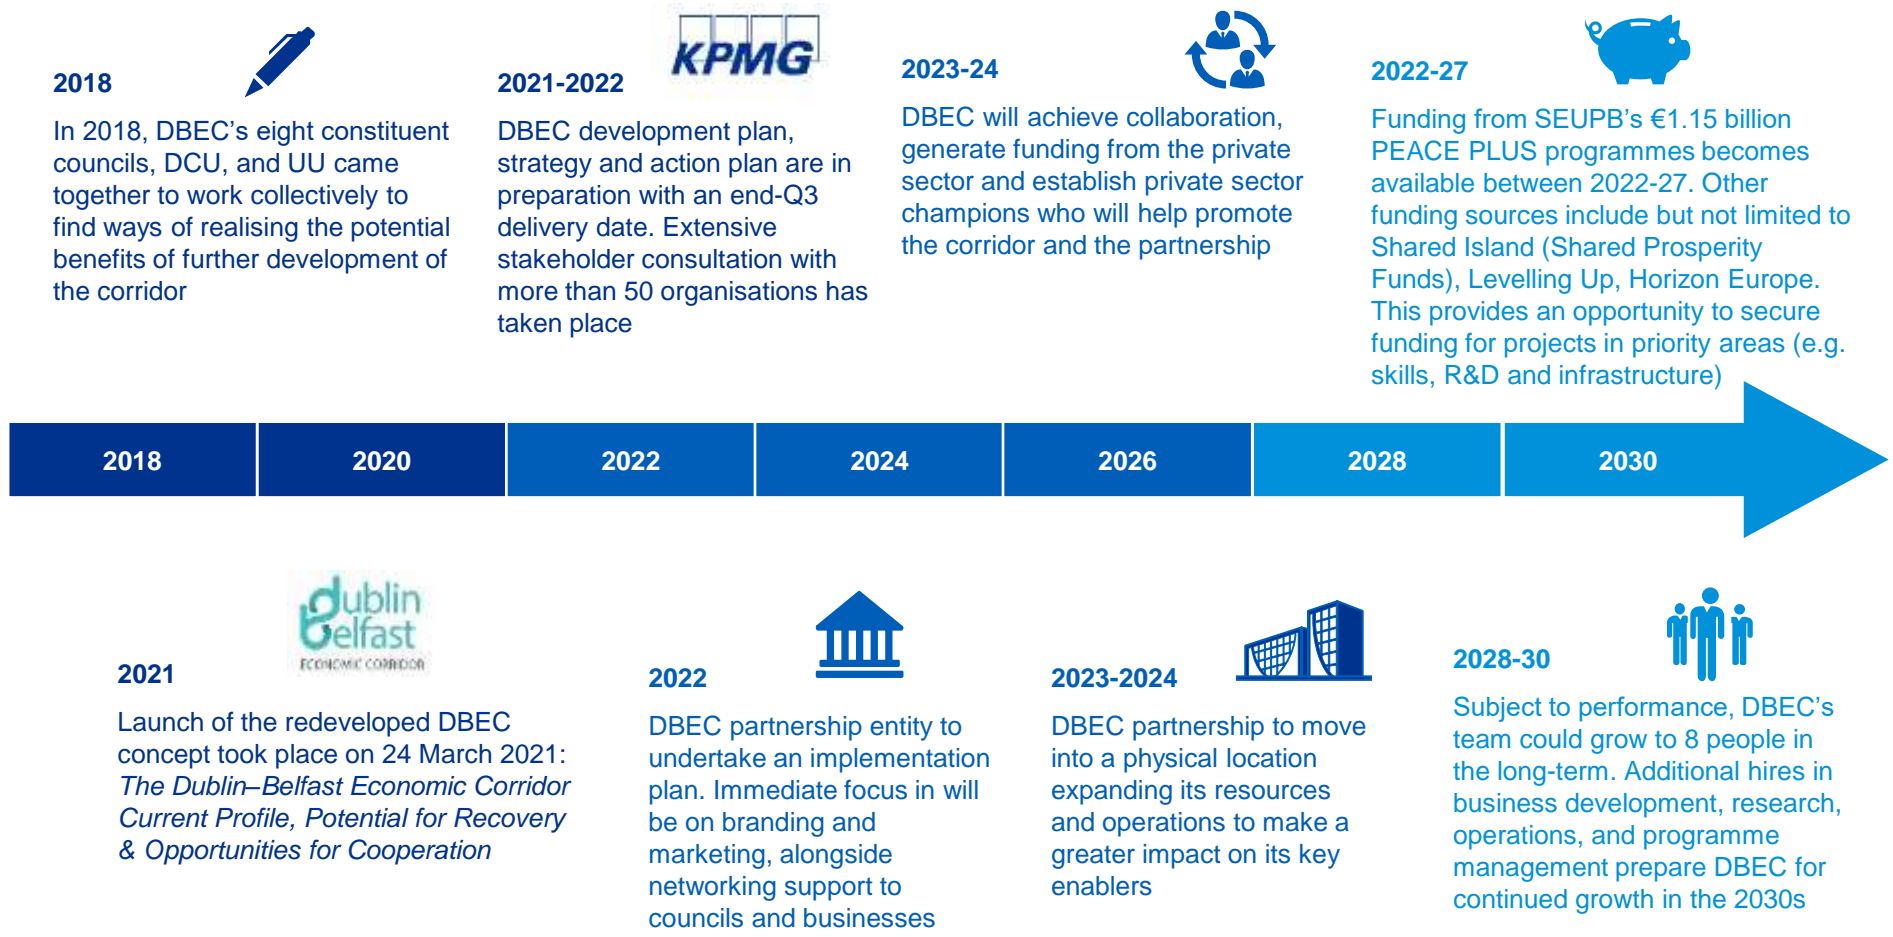 2018
In 2018, DBEC's eight constituent
councils, DCU, and UU came
together to work collectively to
find ways of realising the potential
benefits of further development of
the corridor
KPMG
2021-2022
DBEC development plan,
strategy and action plan are in
preparation with an end-Q3
delivery date. Extensive
stakeholder consultation with
more than 50 organisations has
taken place
2023-24
DBEC will achieve collaboration,
generate funding from the private
sector and establish private sector
champions who will help promote
the corridor and the partnership
2022-27
Funding from SEUPB's €1.15 billion
PEACE PLUS programmes becomes
available between 2022-27. Other
funding sources include but not limited to
Shared Island (Shared Prosperity
Funds), Levelling Up, Horizon Europe.
This provides an opportunity to secure
funding for projects in priority areas (e.g.
skills, R&D and infrastructure)
2018 2020 2022 2024 2026 2028 2030
dublin
Belfast
ECONOMIC CORRIDOR
2021
Launch of the redeveloped DBEC
concept took place on 24 March 2021:
The Dublin–Belfast Economic Corridor
Current Profile, Potential for Recovery
& Opportunities for Cooperation
2022
DBEC partnership entity to
undertake an implementation
plan. Immediate focus in will
be on branding and
marketing, alongside
networking support to
councils and businesses
2023-2024
DBEC partnership to move
into a physical location
expanding its resources
and operations to make a
greater impact on its key
enablers
2028-30
Subject to performance, DBEC's
team could grow to 8 people in
the long-term. Additional hires in
business development, research,
operations, and programme
management prepare DBEC for
continued growth in the 2030s